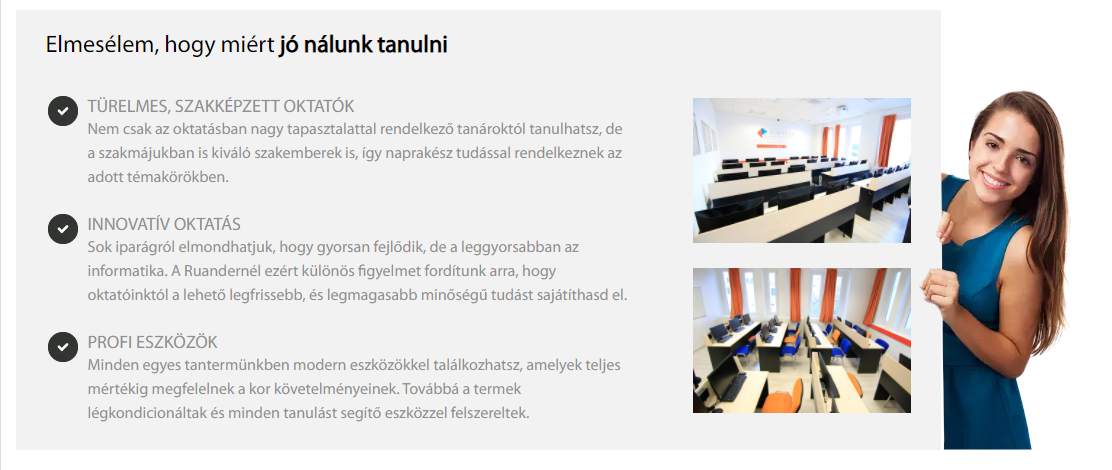 Elmesélem, hogy miért jó nálunk tanulni
TÜRELMES, SZAKKÉPZETT OKTATÓK
Nem csak az oktatásban nagy tapasztalattal rendelkező tanároktól tanulhatsz, de
a szakmájukban is kiváló szakemberek is, így naprakész tudással rendelkeznek az
adott témakörökben.
INNOVATÍV OKTATÁS
Sok iparágról elmondhatjuk, hogy gyorsan fejlődik, de a leggyorsabban az
informatika. A Ruandernél ezért különös figyelmet fordítunk arra, hogy
oktatóinktól a lehető legfrissebb, és legmagasabb minőségű tudást sajátíthasd el.
PROFI ESZKÖZÖK
Minden egyes tantermünkben modern eszközökkel találkozhatsz, amelyek teljes
mértékig megfelelnek a kor követelményeinek. Továbbá a termek
légkondicionáltak és minden tanulást segítő eszközzel felszereltek.